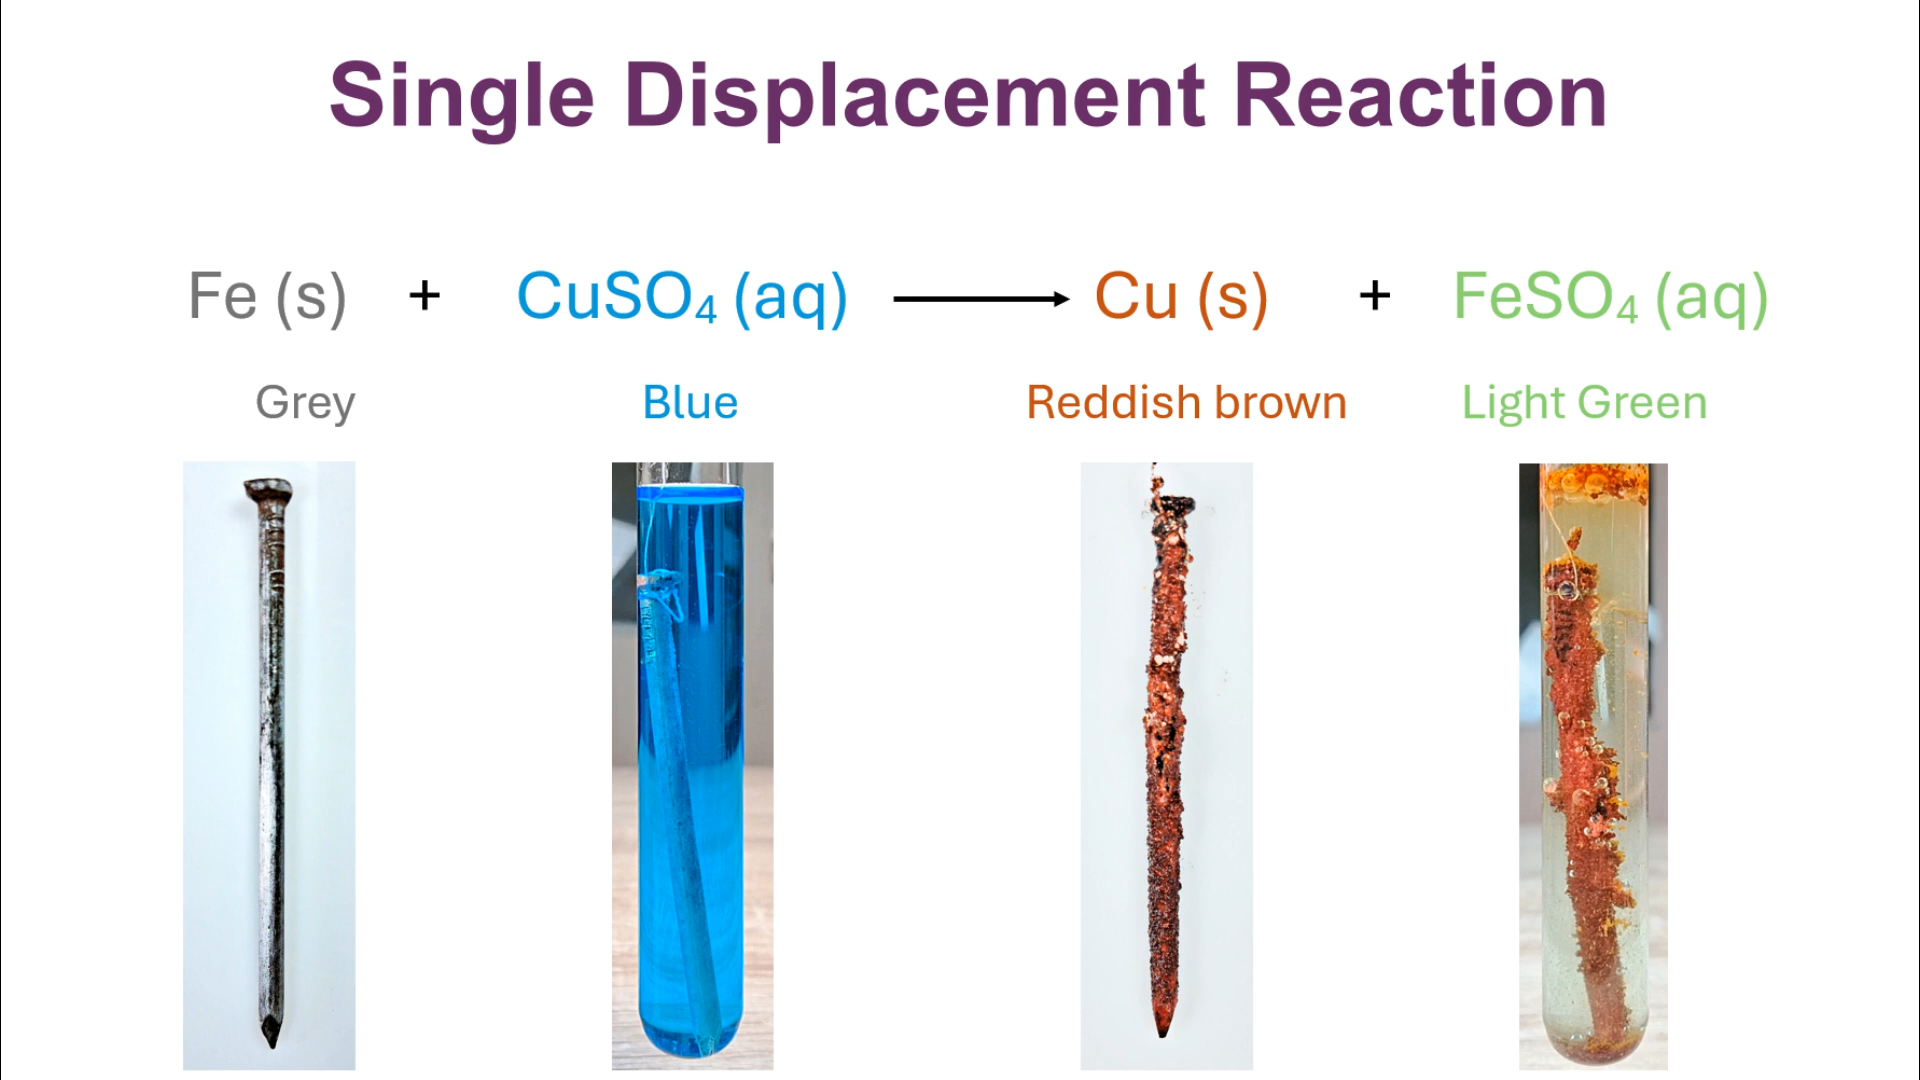 Single Displacement Reaction
Fe (s) + CuSO₄ (aq) ⟶ Cu (s) + FeSO₄ (aq)
Grey Blue Reddish brown Light Green